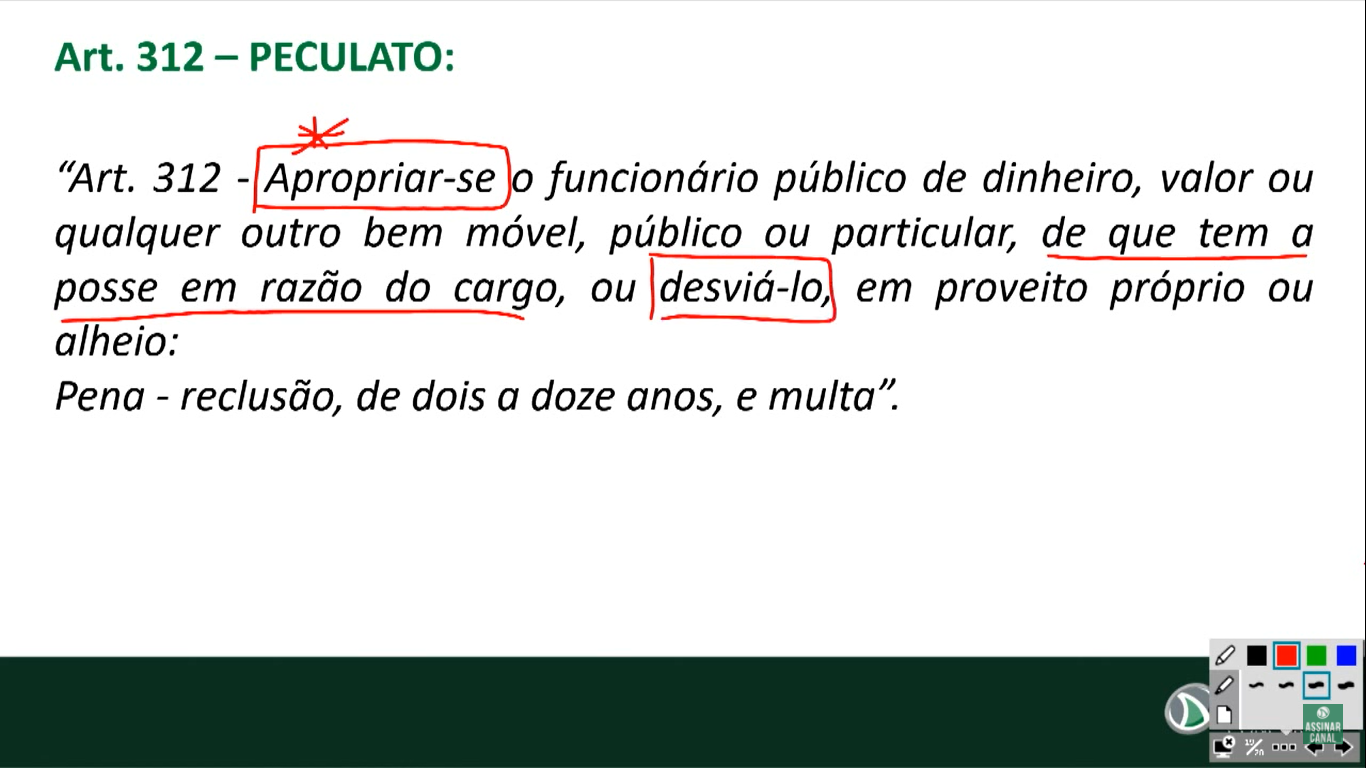 Art. 312 – PECULATO:
“Art. 312 - Apropriar-se o funcionário público de dinheiro, valor ou
qualquer outro bem móvel, público ou particular, de que tem a
posse em razão do cargo, ou desviá-lo, em proveito próprio ou
alheio:
Pena - reclusão, de dois a doze anos, e multa”.
ASSINAR
CANAL